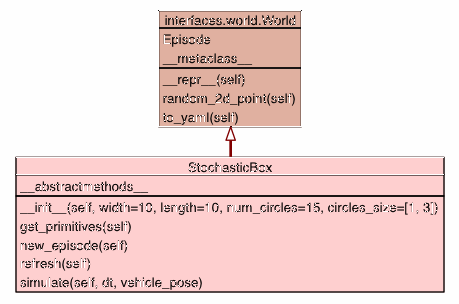 interfaces.world.World
Episode
__metaclass__
__repr__(self)
random_2d_point(self)
to_yaml(self)
StochasticBox
__abstractmethods__
__init__(self, width=10, length=10, num_circles=15, circles_size=[1, 3])
get_primitives(self)
new_episode(self)
refresh(self)
simulate(self, dt, vehicle_pose)